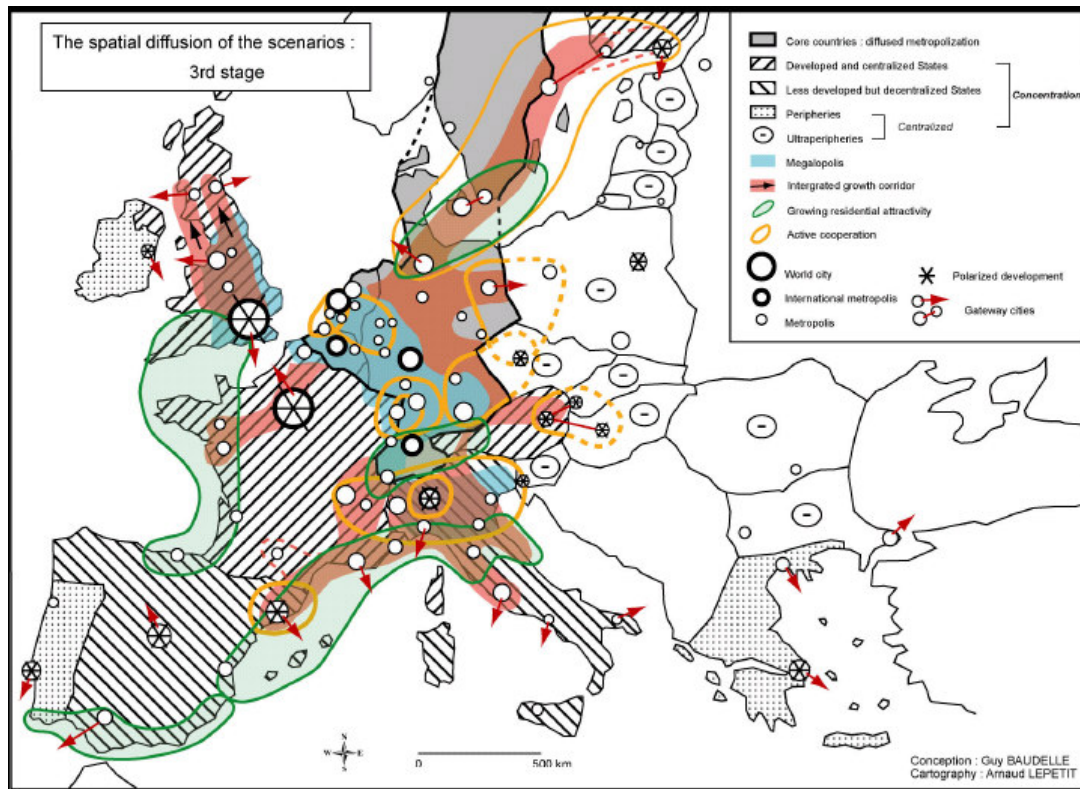 The spatial diffusion of the scenarios :
3rd stage
Core countries : diffused metropolization
Developed and centralized States
Less developed but decentralized States
Concentration
Peripheries
Ultraperipheries
Centralized
Megalopolis
Intergrated growth corridor
Growing residential attractivity
Active cooperation
World city
Polarized development
International metropolis
Gateway cities
Metropolis
N
W
E
S
0
500 km
Conception : Guy BAUDELLE
Cartography : Arnaud LEPETIT